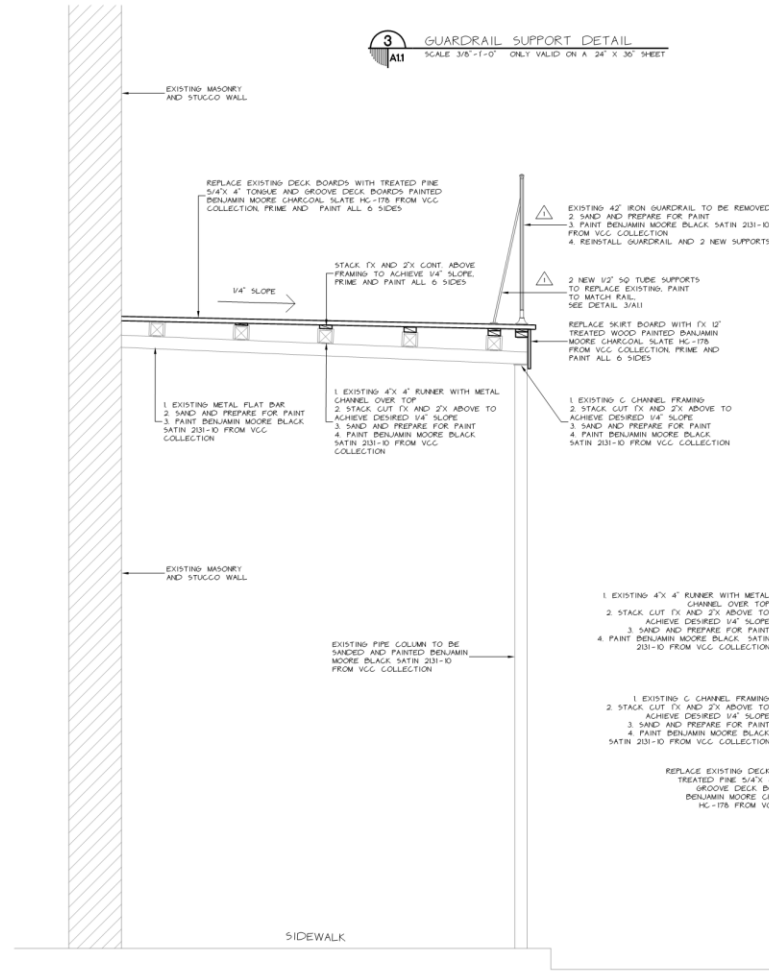 3
A1.1
GUARDRAIL SUPPORT DETAIL
SCALE 3/8"-1'-0" ONLY VALID ON A 24" X 36" SHEET
EXISTING MASONRY
AND STUCCO WALL
REPLACE EXISTING DECK BOARDS WITH TREATED PINE
5/4"X 4" TONGUE AND GROOVE DECK BOARDS PAINTED
BENJAMIN MOORE CHARCOAL SLATE HC-178 FROM VCC
COLLECTION, PRIME AND PAINT ALL 6 SIDES
1/4" SLOPE
STACK 1"X AND 2"X CONT. ABOVE
FRAMING TO ACHIEVE 1/4" SLOPE,
PRIME AND PAINT ALL 6 SIDES
1
EXISTING 42" IRON GUARDRAIL TO BE REMOVED
2. SAND AND PREPARE FOR PAINT
3. PAINT BENJAMIN MOORE BLACK SATIN 2131-10
FROM VCC COLLECTION
4. REINSTALL GUARDRAIL AND 2 NEW SUPPORTS
1
2 NEW 1/2" SQ TUBE SUPPORTS
TO REPLACE EXISTING, PAINT
TO MATCH RAIL,
SEE DETAIL 3/A1.1
REPLACE SKIRT BOARD WITH 1"X 12"
TREATED WOOD PAINTED BANJAMIN
MOORE CHARCOAL SLATE HC-178
FROM VCC COLLECTION, PRIME AND
PAINT ALL 6 SIDES
1. EXISTING METAL FLAT BAR
2. SAND AND PREPARE FOR PAINT
3. PAINT BENJAMIN MOORE BLACK
SATIN 2131-10 FROM VCC
COLLECTION
1. EXISTING 4"X 4" RUNNER WITH METAL
CHANNEL OVER TOP
2. STACK CUT 1"X AND 2"X ABOVE TO
ACHIEVE DESIRED 1/4" SLOPE
3. SAND AND PREPARE FOR PAINT
4. PAINT BENJAMIN MOORE BLACK
SATIN 2131-10 FROM VCC
COLLECTION
1. EXISTING C CHANNEL FRAMING
2. STACK CUT 1"X AND 2"X ABOVE TO
ACHIEVE DESIRED 1/4" SLOPE
3. SAND AND PREPARE FOR PAINT
4. PAINT BENJAMIN MOORE BLACK
SATIN 2131-10 FROM VCC COLLECTION
EXISTING MASONRY
AND STUCCO WALL
EXISTING PIPE COLUMN TO BE
SANDED AND PAINTED BENJAMIN
MOORE BLACK SATIN 2131-10
FROM VCC COLLECTION
1. EXISTING 4"X 4" RUNNER WITH METAL
CHANNEL OVER TOP
2. STACK CUT 1"X AND 2"X ABOVE TO
ACHIEVE DESIRED 1/4" SLOPE
3. SAND AND PREPARE FOR PAINT
4. PAINT BENJAMIN MOORE BLACK SATIN
2131-10 FROM VCC COLLECTION
1. EXISTING C CHANNEL FRAMING
2. STACK CUT 1"X AND 2"X ABOVE TO
ACHIEVE DESIRED 1/4" SLOPE
3. SAND AND PREPARE FOR PAINT
4. PAINT BENJAMIN MOORE BLACK
SATIN 2131-10 FROM VCC COLLECTION
REPLACE EXISTING DECK
TREATED PINE 5/4"X
GROOVE DECK
BENJAMIN MOORE
HC-178 FROM
SIDEWALK